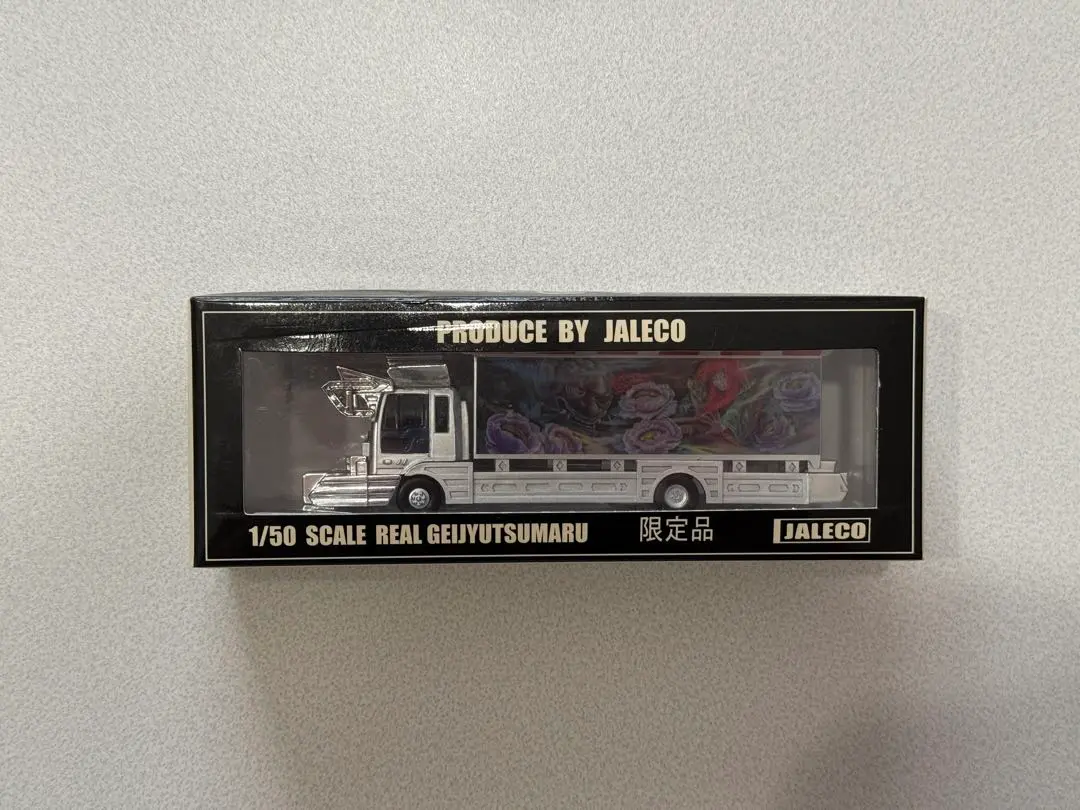 PRODUCE BY JALECO
1/50 SCALE REAL GEIJYUTSUMARU 限定品 JALECO